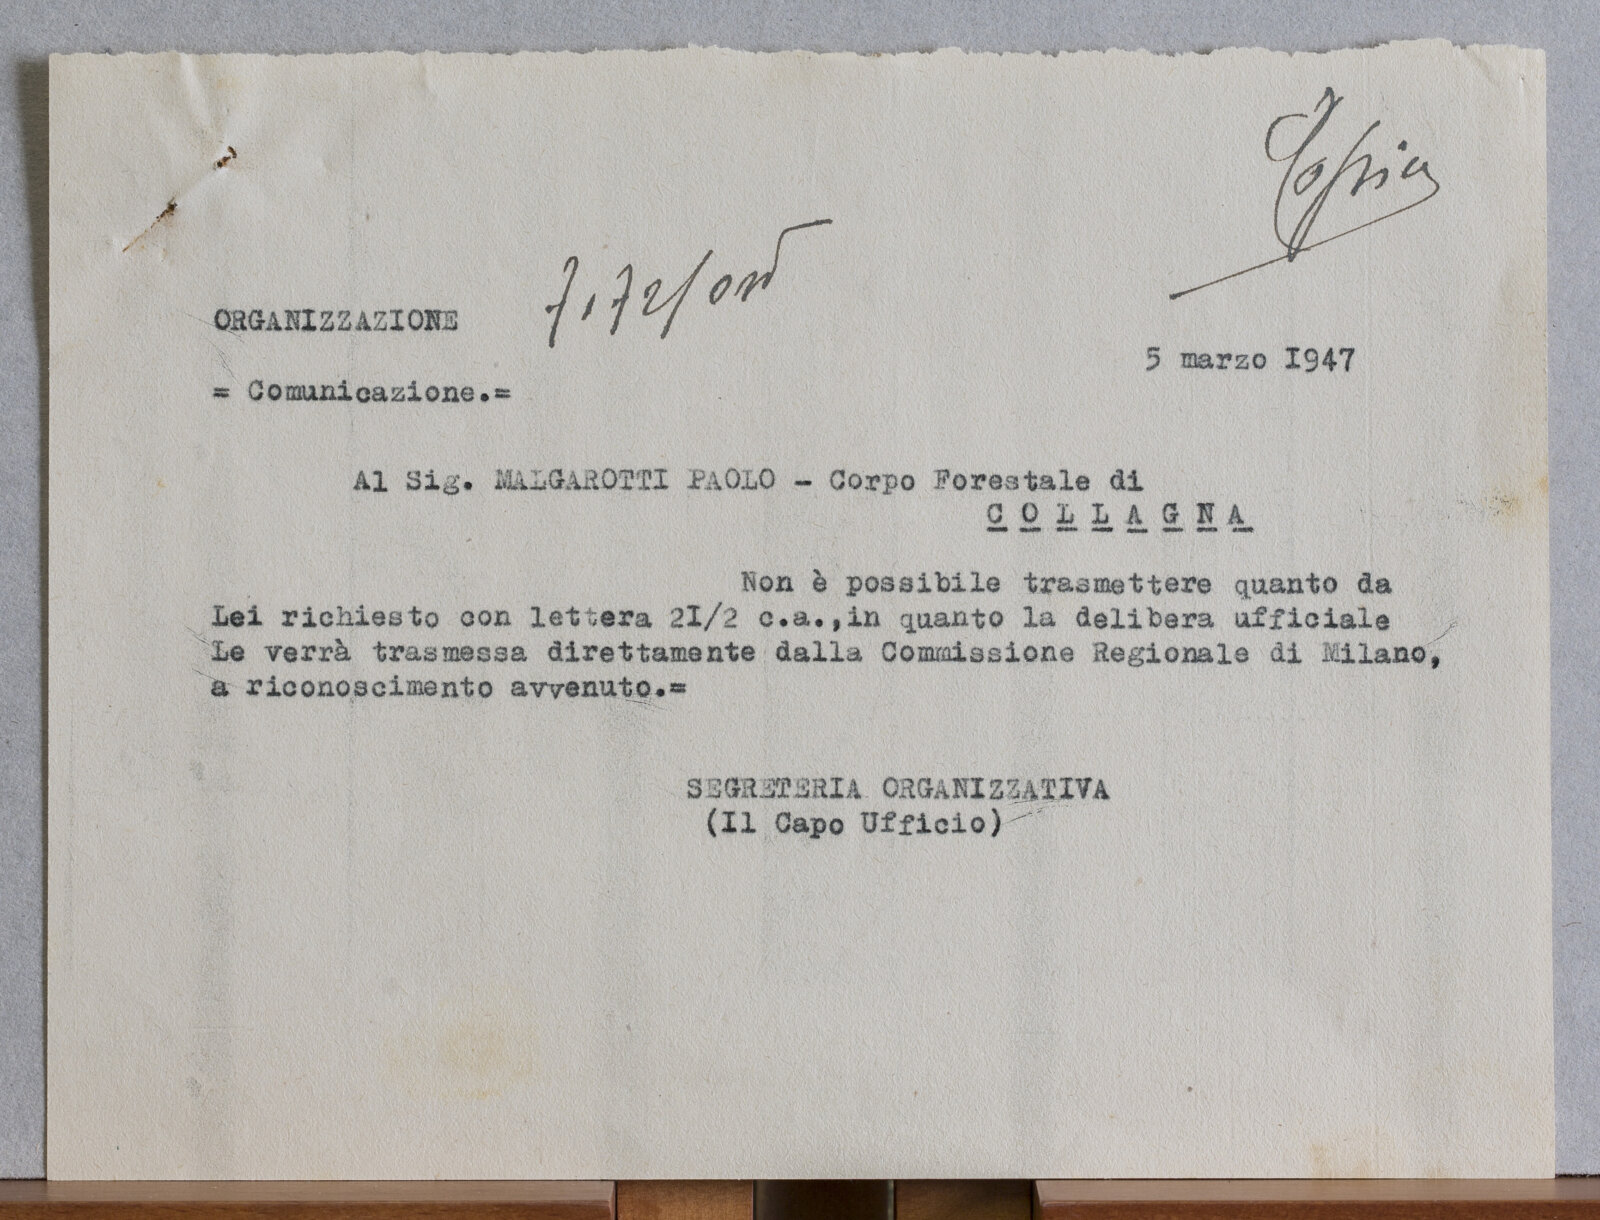 Copia
7172/org
ORGANIZZAZIONE
5 marzo I947
= Comunicazione.=
Al Sig. MALGAROTTI PAOLO - Corpo Forestale di
C O L L A G N A
Non è possibile trasmettere quanto da
Lei richiesto con lettera 2I/2 c.a.,in quanto la delibera ufficiale
Le verrà trasmessa direttamente dalla Commissione Regionale di Milano,
a riconoscimento avvenuto.=
SEGRETERIA ORGANIZZATIVA
(Il Capo Ufficio)